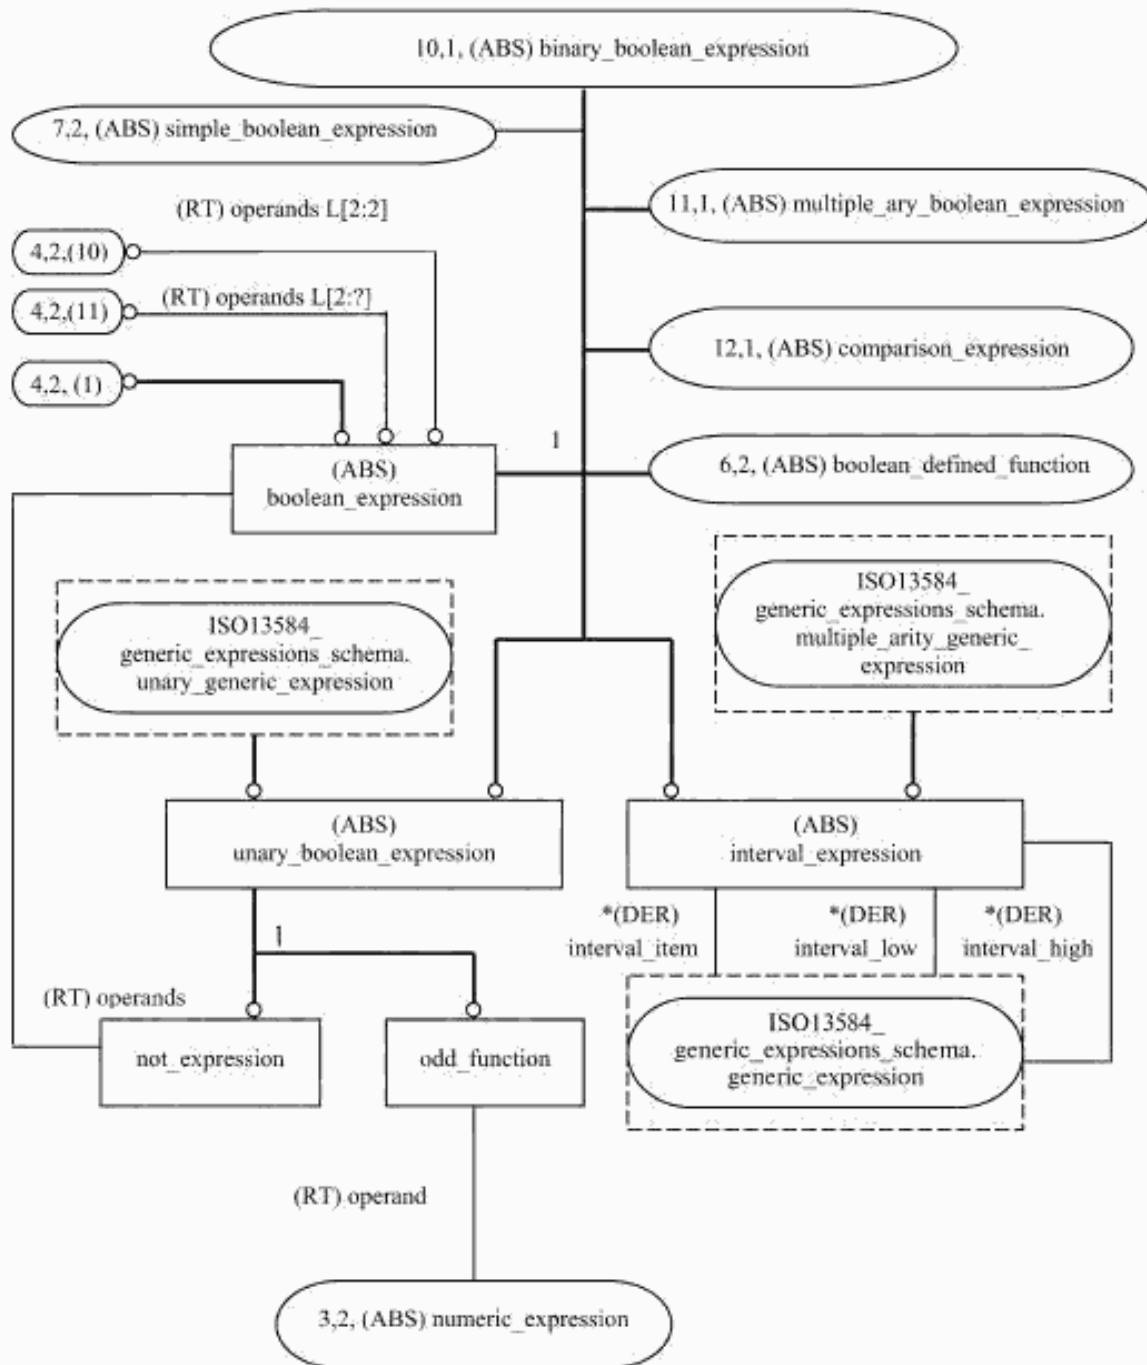 10,1, (ABS) binary_boolean_expression
7,2, (ABS) simple_boolean_expression
11,1, (ABS) multiple_ary_boolean_expression
(RT) operands L[2:2]
4,2,(10)
(RT) operands L[2:?]
4,2,(11)
12,1, (ABS) comparison_expression
4,2, (1)
1
(ABS)
boolean_expression
6,2, (ABS) boolean_defined_function
ISO13584_
generic_expressions_schema.
unary_generic_expression
ISO13584_
generic_expressions_schema.
multiple_arity_generic_
expression
(ABS)
unary_boolean_expression
(ABS)
interval_expression
*(DER)
interval_item
*(DER)
interval_low
*(DER)
interval_high
1
(RT) operands
not_expression
odd_function
ISO13584_
generic_expressions_schema.
generic_expression
(RT) operand
3,2, (ABS) numeric_expression